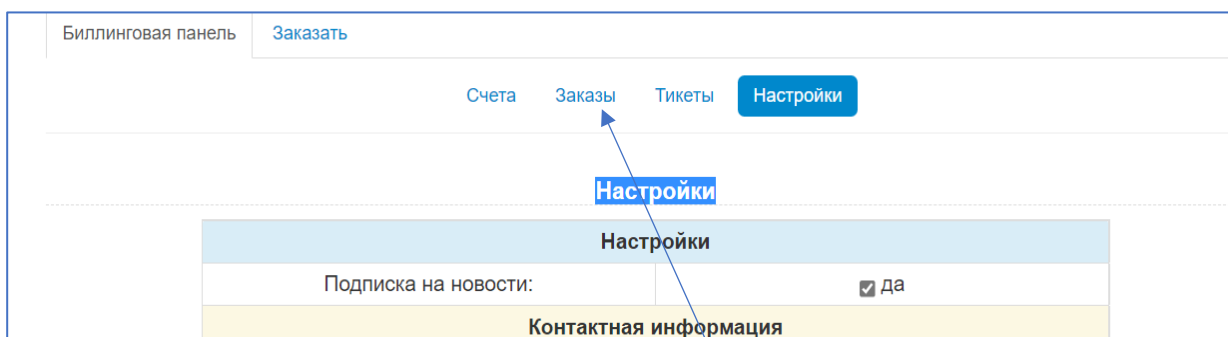 Биллинговая панель Заказать
Счета Заказы Тикеты Настройки
Настройки
Настройки
Подписка на новости: да
Контактная информация